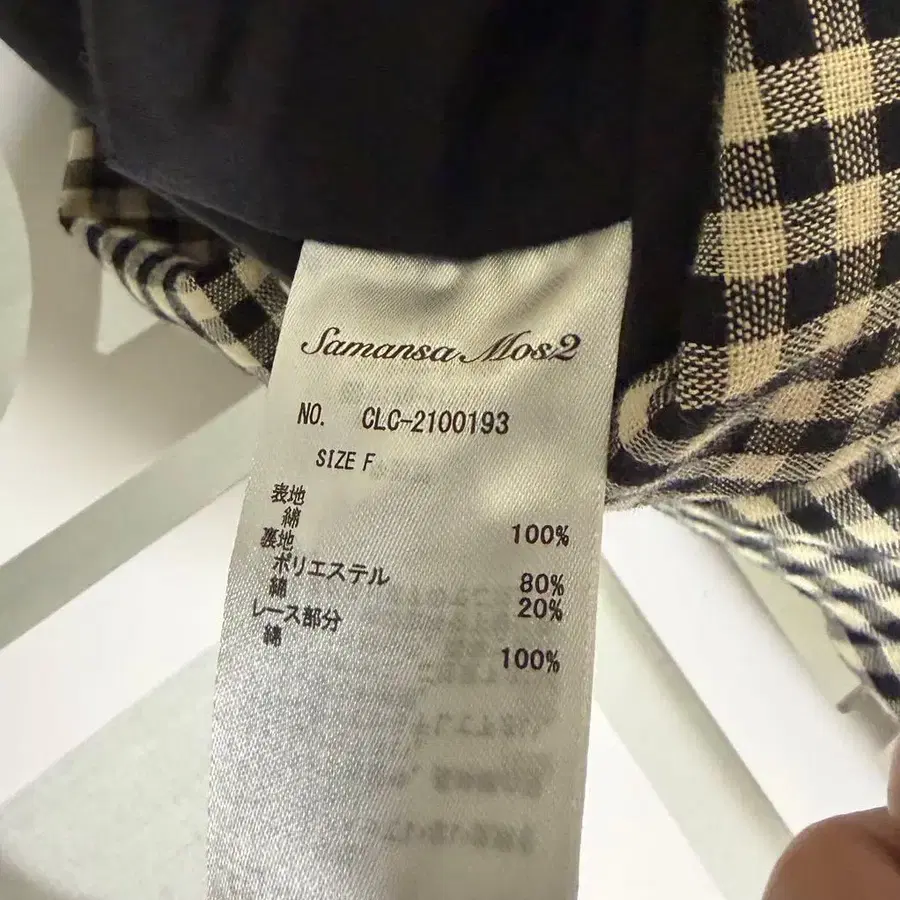 Samansa Mos2
NO. CLC-2100193
SIZE F
表地
綿 100%
裏地
ポリエステル 80%
綿 20%
レース部分
綿 100%